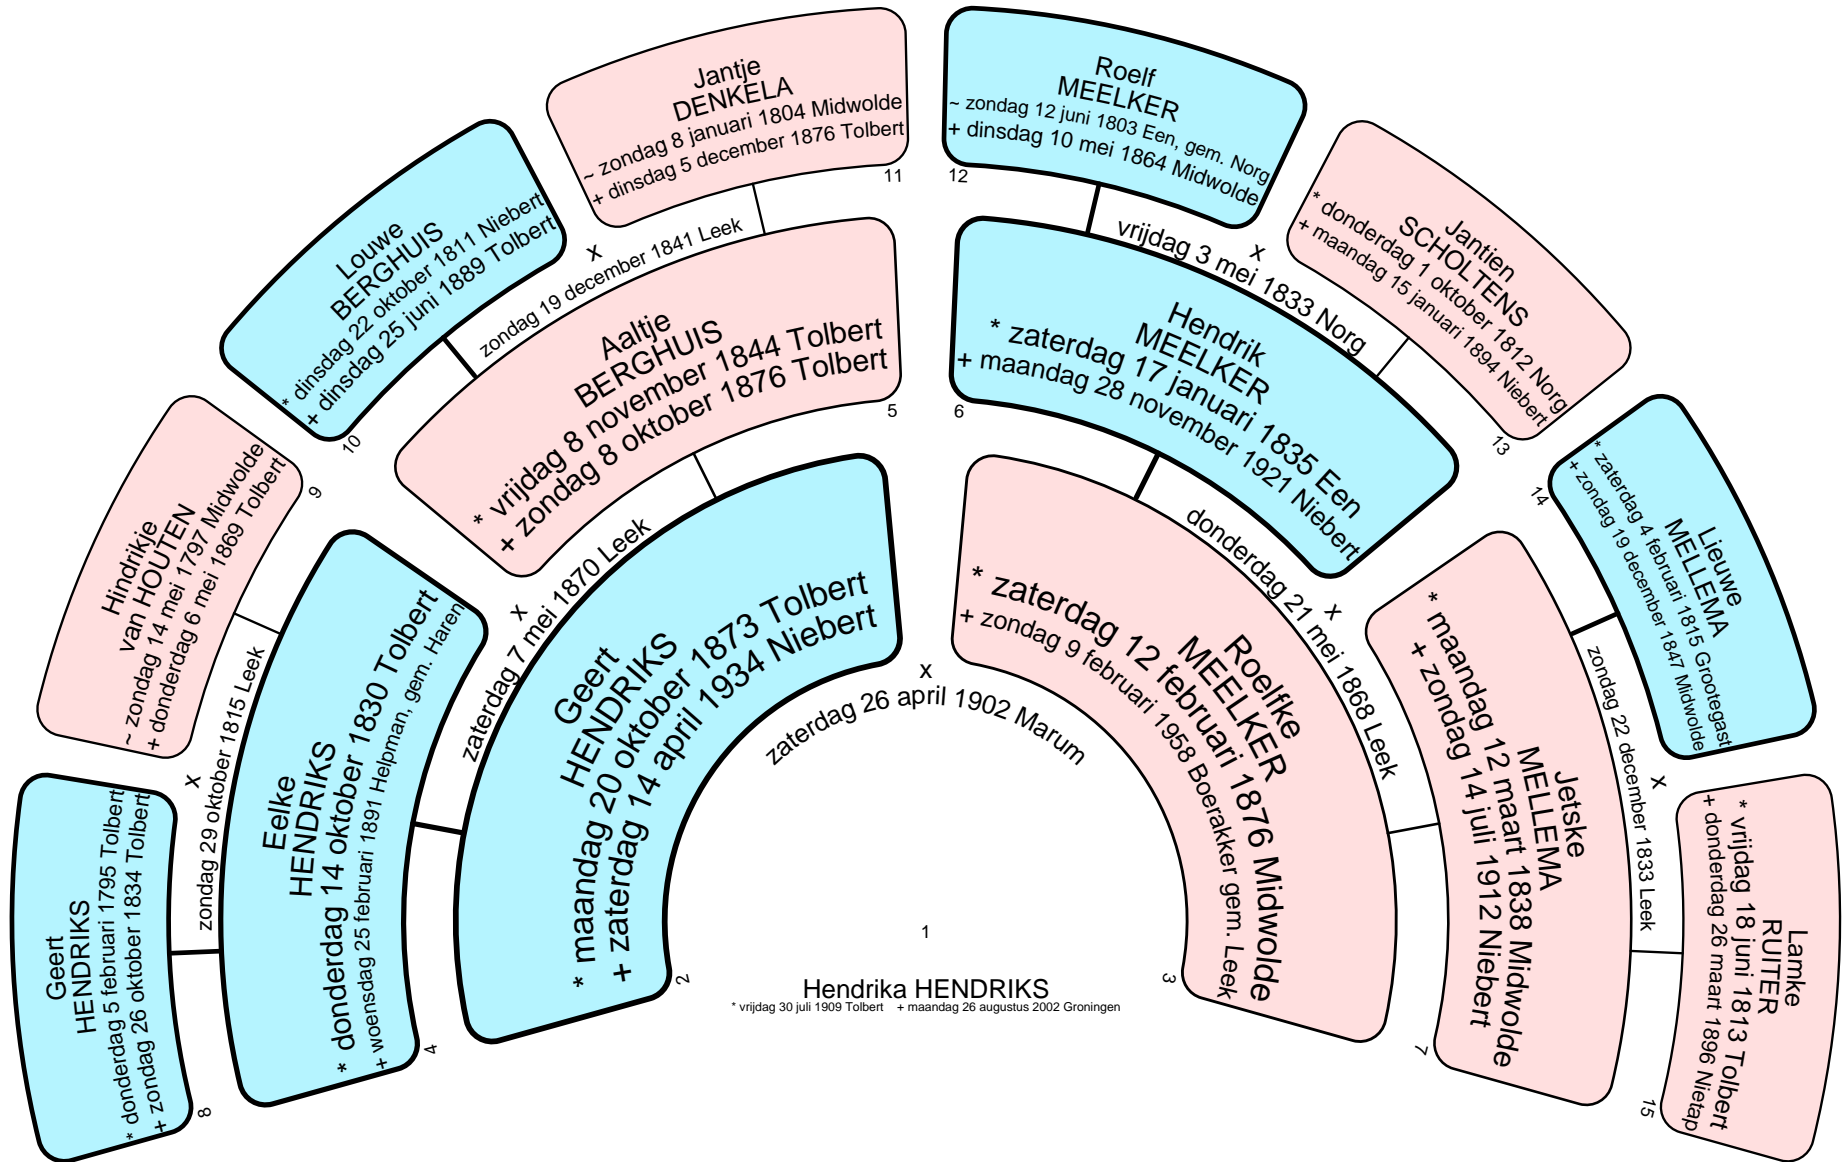 Jantje
DENKELA
~ zondag 8 januari 1804 Midwolde
+ dinsdag 5 december 1876 Tolbert
11
Roelf
MEELKER
~ zondag 12 juni 1803 Een, gem. Norg
+ dinsdag 10 mei 1864 Midwolde
12
Louwe
BERGHUIS
* dinsdag 22 oktober 1811 Niebert
+ dinsdag 25 juni 1889 Tolbert
10
x
zondag 19 december 1841 Leek
x
vrijdag 3 mei 1833 Norg
Jantien
SCHOLTENS
* donderdag 1 oktober 1812 Norg
+ maandag 15 januari 1894 Niebert
13
Aaltje
BERGHUIS
* vrijdag 8 november 1844 Tolbert
+ zondag 8 oktober 1876 Tolbert
5
Hendrik
MEELKER
* zaterdag 17 januari 1835 Een
+ maandag 28 november 1921 Niebert
6
Hindrikje
van HOUTEN
~ zondag 14 mei 1797 Midwolde
+ donderdag 6 mei 1869 Tolbert
9
Lieuwe
MELLEMA
* zaterdag 4 februari 1815 Grootegast
+ zondag 19 december 1847 Midwolde
14
x
zaterdag 7 mei 1870 Leek
x
donderdag 21 mei 1868 Leek
Eelke
HENDRIKS
* donderdag 14 oktober 1830 Tolbert
+ woensdag 25 februari 1891 Helpman, gem. Haren
4
Geert
HENDRIKS
* maandag 20 oktober 1873 Tolbert
+ zaterdag 14 april 1934 Niebert
2
x
zaterdag 26 april 1902 Marum
Roelfke
MEELKER
* zaterdag 12 februari 1876 Midwolde
+ zondag 9 februari 1958 Boerakker gem. Leek
3
Jetske
MELLEMA
* maandag 12 maart 1838 Midwolde
+ zondag 14 juli 1912 Niebert
7
x
zondag 29 oktober 1815 Leek
x
zondag 22 december 1833 Leek
Geert
HENDRIKS
* donderdag 5 februari 1795 Tolbert
+ zondag 26 oktober 1834 Tolbert
8
Lamke
RUITER
* vrijdag 18 juni 1813 Tolbert
+ donderdag 26 maart 1896 Nietap
15
1
Hendrika HENDRIKS
* vrijdag 30 juli 1909 Tolbert + maandag 26 augustus 2002 Groningen